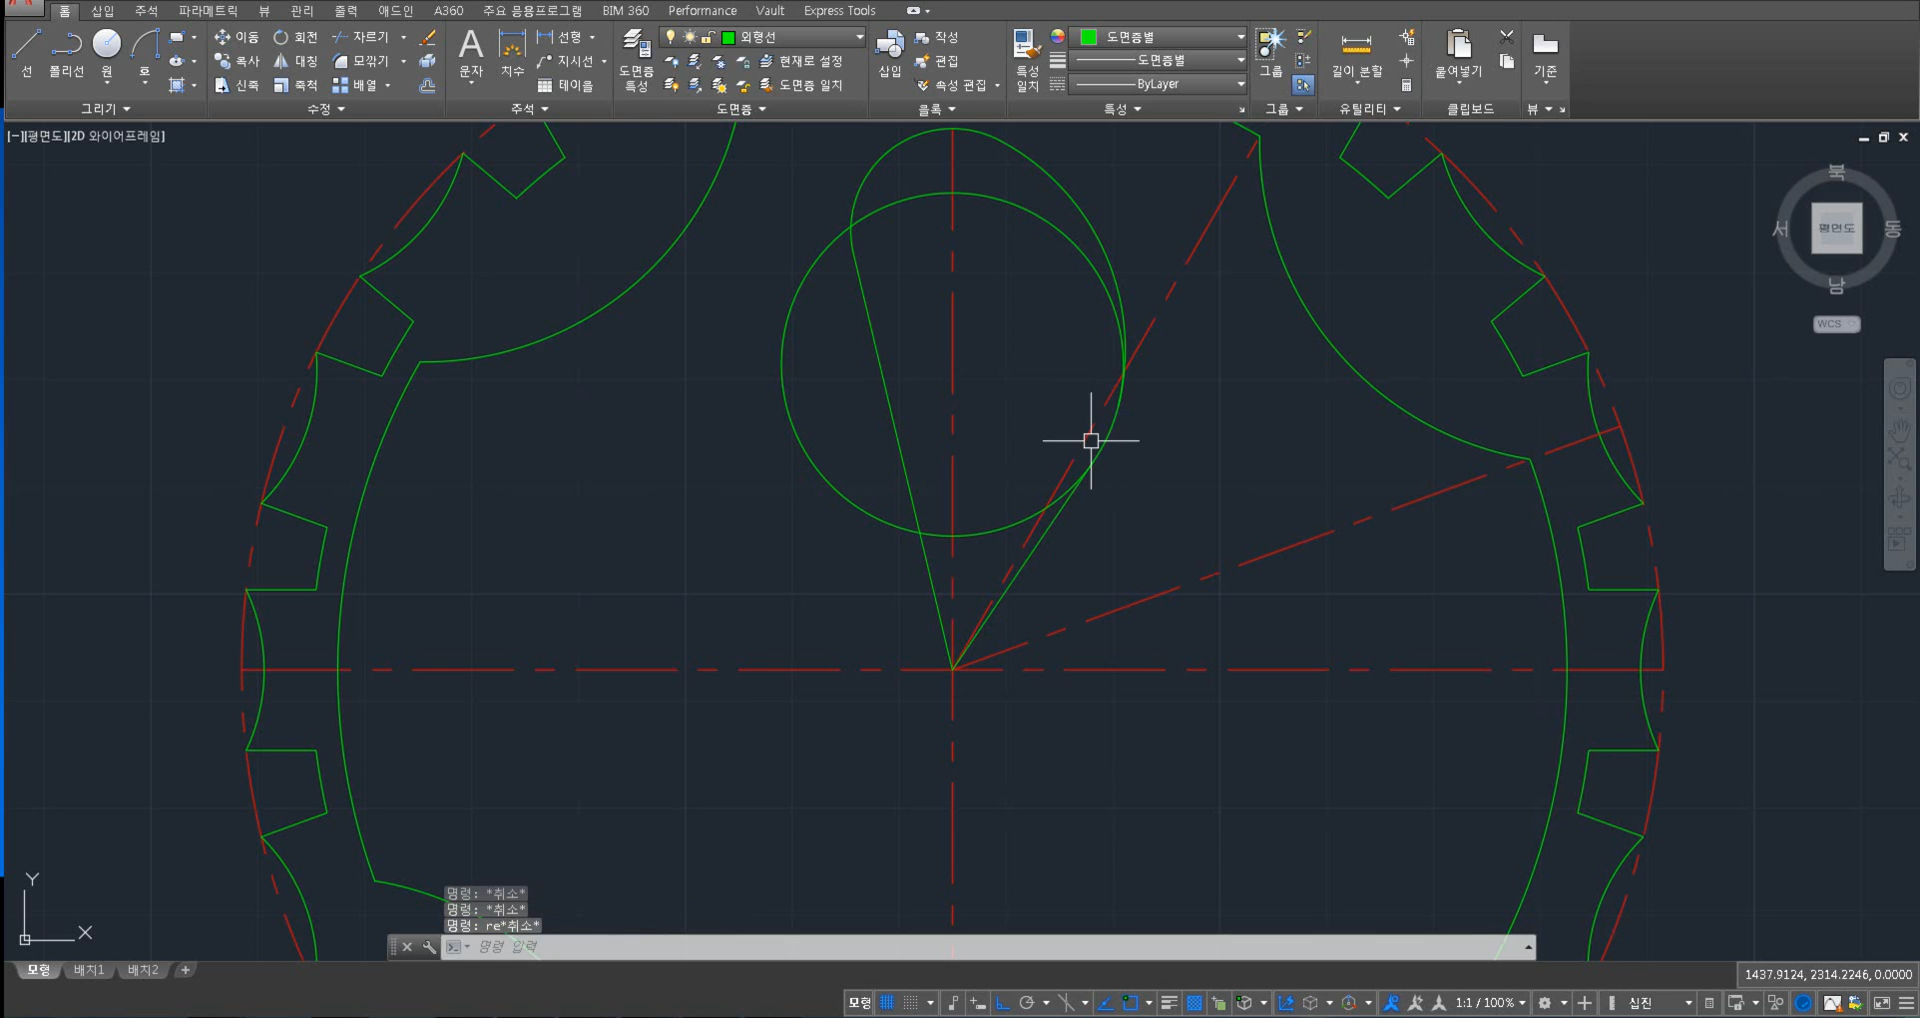 홈 삽입 주석 파라메트릭 뷰 관리 출력 애드인 A360 주요 응용프로그램 BIM 360 Performance Vault Express Tools
이동 회전 자르기 선형 외형선 작성 도면층별
선 폴리선 원 호 복사 대칭 모깎기 문자 치수 지시선 도면층 특성 현재로 설정 삽입 편집 특성 일치 도면층별 그룹 길이 분할 붙여넣기 기준
신축 축척 배열 테이블 도면층 일치 속성 편집 ByLayer
그리기 수정 주석 도면층 블록 특성 그룹 유틸리티 클립보드 뷰
[-][평면도][2D 와이어프레임]
북
서 평면도 동
남
WCS
Y
X
명령: *취소*
명령: *취소*
명령: re*취소*
명령 입력
모형 배치1 배치2 +
1437.9124, 2314.2246, 0.0000
모형 1:1 / 100% 십진